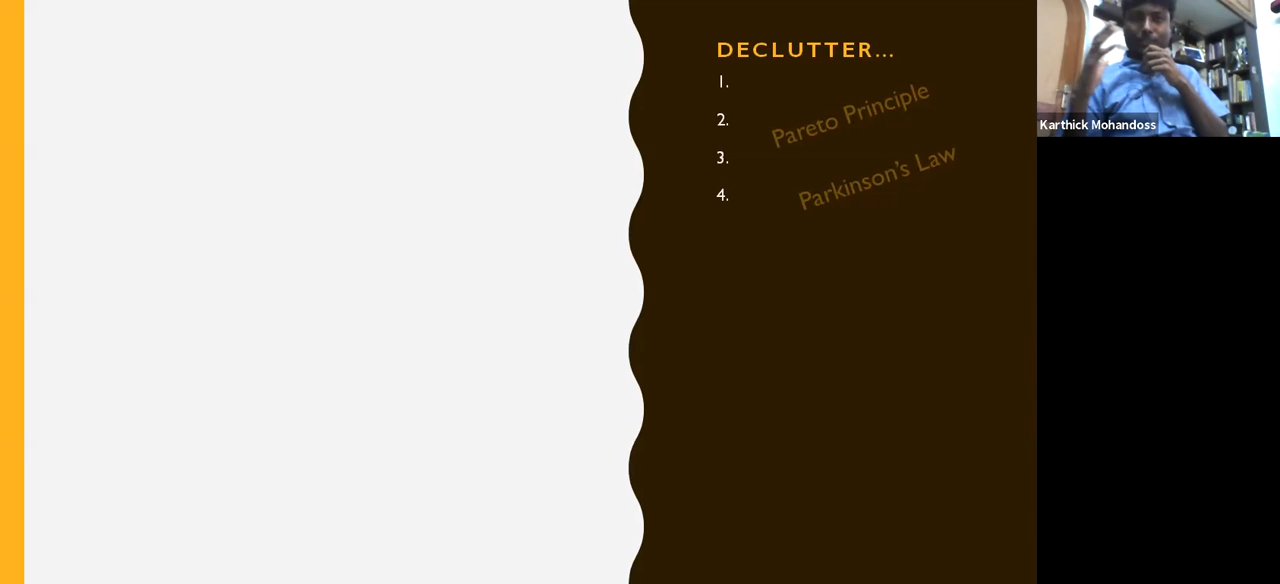 DECLUTTER...
1.
Pareto Principle
2.
3.
Parkinson's Law
4.
Karthick Mohandoss